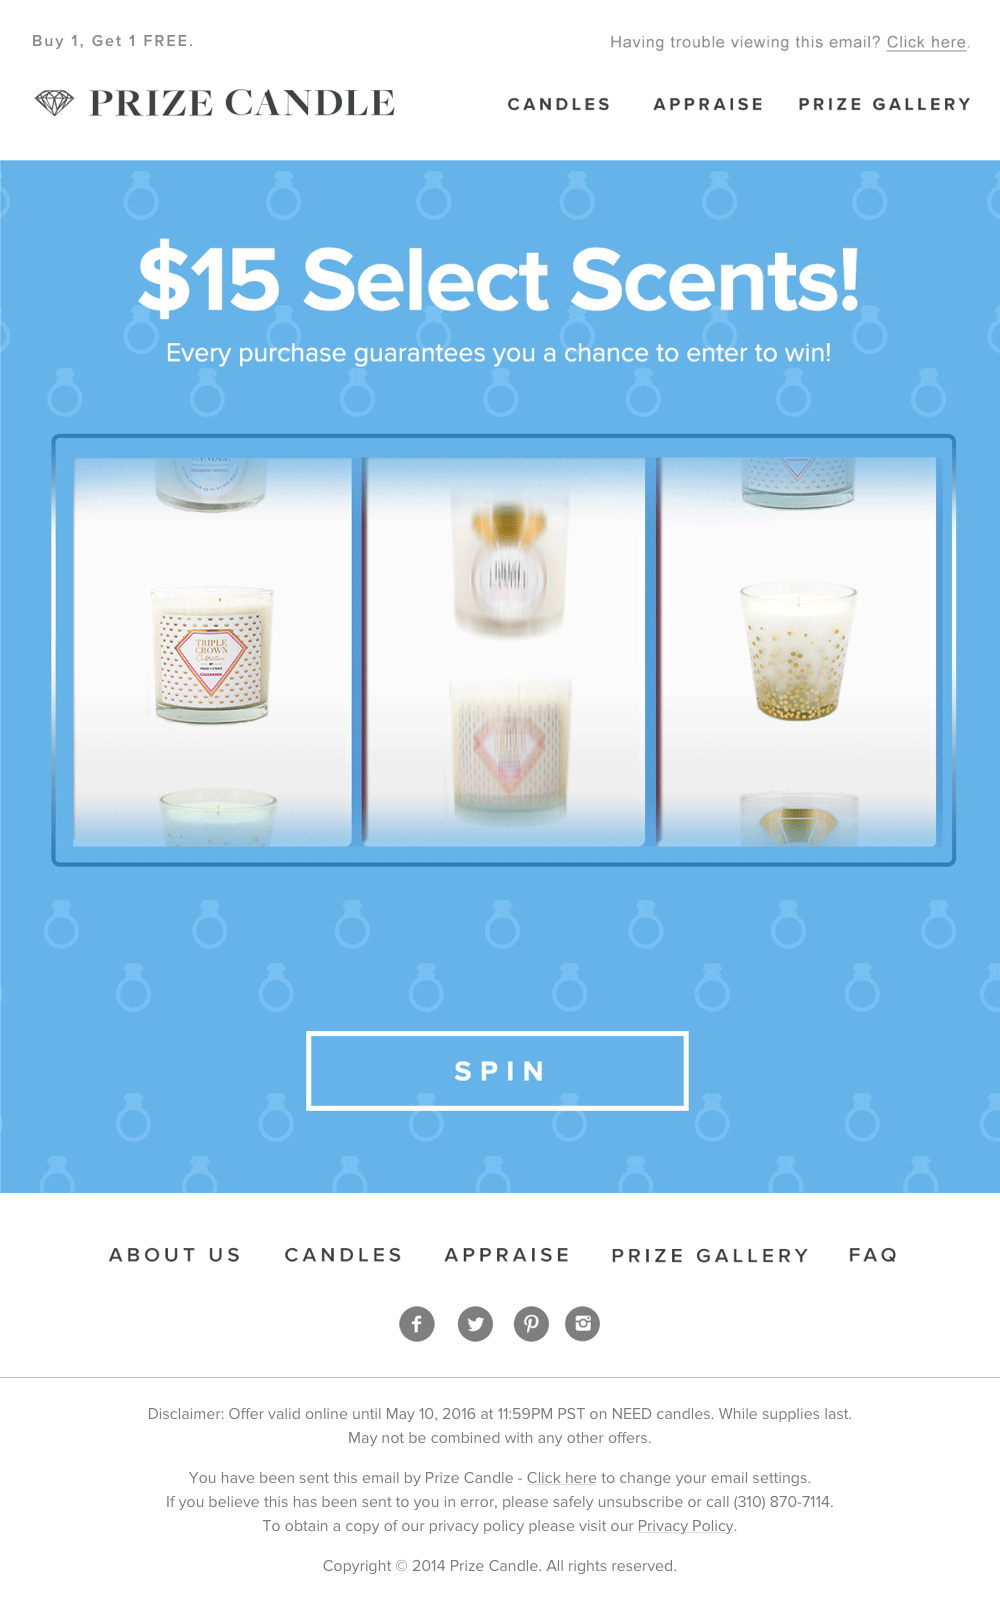 Buy 1, Get 1 FREE.
Having trouble viewing this email? Click here.
PRIZE CANDLE
CANDLES
APPRAISE
PRIZE GALLERY
$15 Select Scents!
Every purchase guarantees you a chance to enter to win!
CANDLE
TRIPLE
CROWN
Collection
BY
PRIZE CANDLE
SPIN
ABOUT US
CANDLES
APPRAISE
PRIZE GALLERY
FAQ
Disclaimer: Offer valid online until May 10, 2016 at 11:59PM PST on NEED candles. While supplies last.
May not be combined with any other offers.
You have been sent this email by Prize Candle - Click here to change your email settings.
If you believe this has been sent to you in error, please safely unsubscribe or call (310) 870-7114.
To obtain a copy of our privacy policy please visit our Privacy Policy.
Copyright © 2014 Prize Candle. All rights reserved.